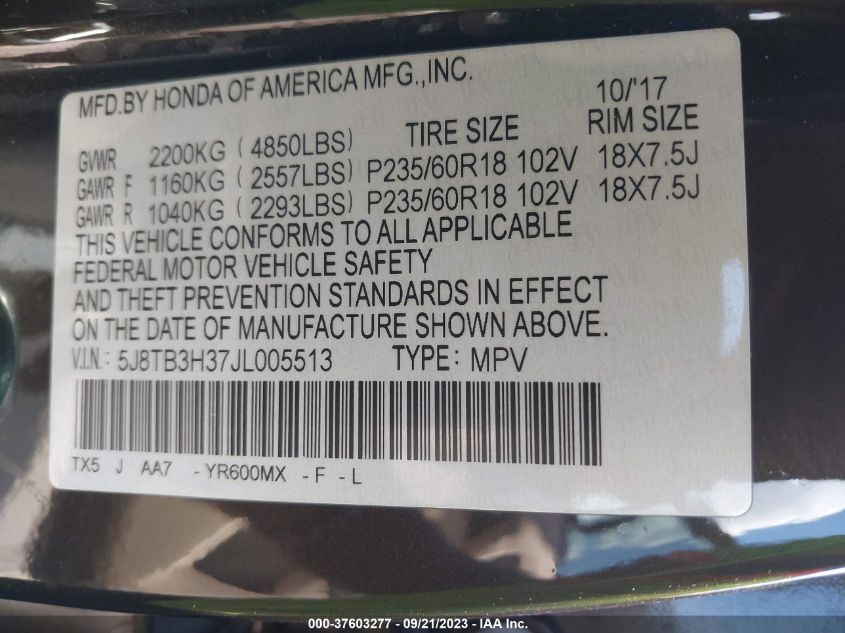 MFD.BY HONDA OF AMERICA MFG.,INC. 10/'17
TIRE SIZE RIM SIZE
GVWR 2200KG ( 4850LBS)
GAWR F 1160KG ( 2557LBS) P235/60R18 102V 18X7.5J
GAWR R 1040KG ( 2293LBS) P235/60R18 102V 18X7.5J
THIS VEHICLE CONFORMS TO ALL APPLICABLE
FEDERAL MOTOR VEHICLE SAFETY
AND THEFT PREVENTION STANDARDS IN EFFECT
ON THE DATE OF MANUFACTURE SHOWN ABOVE.
V.I.N.: 5J8TB3H37JL005513 TYPE: MPV
TX5 J AA7 -YR600MX -F -L
000-37603277 - 09/21/2023 - IAA Inc.